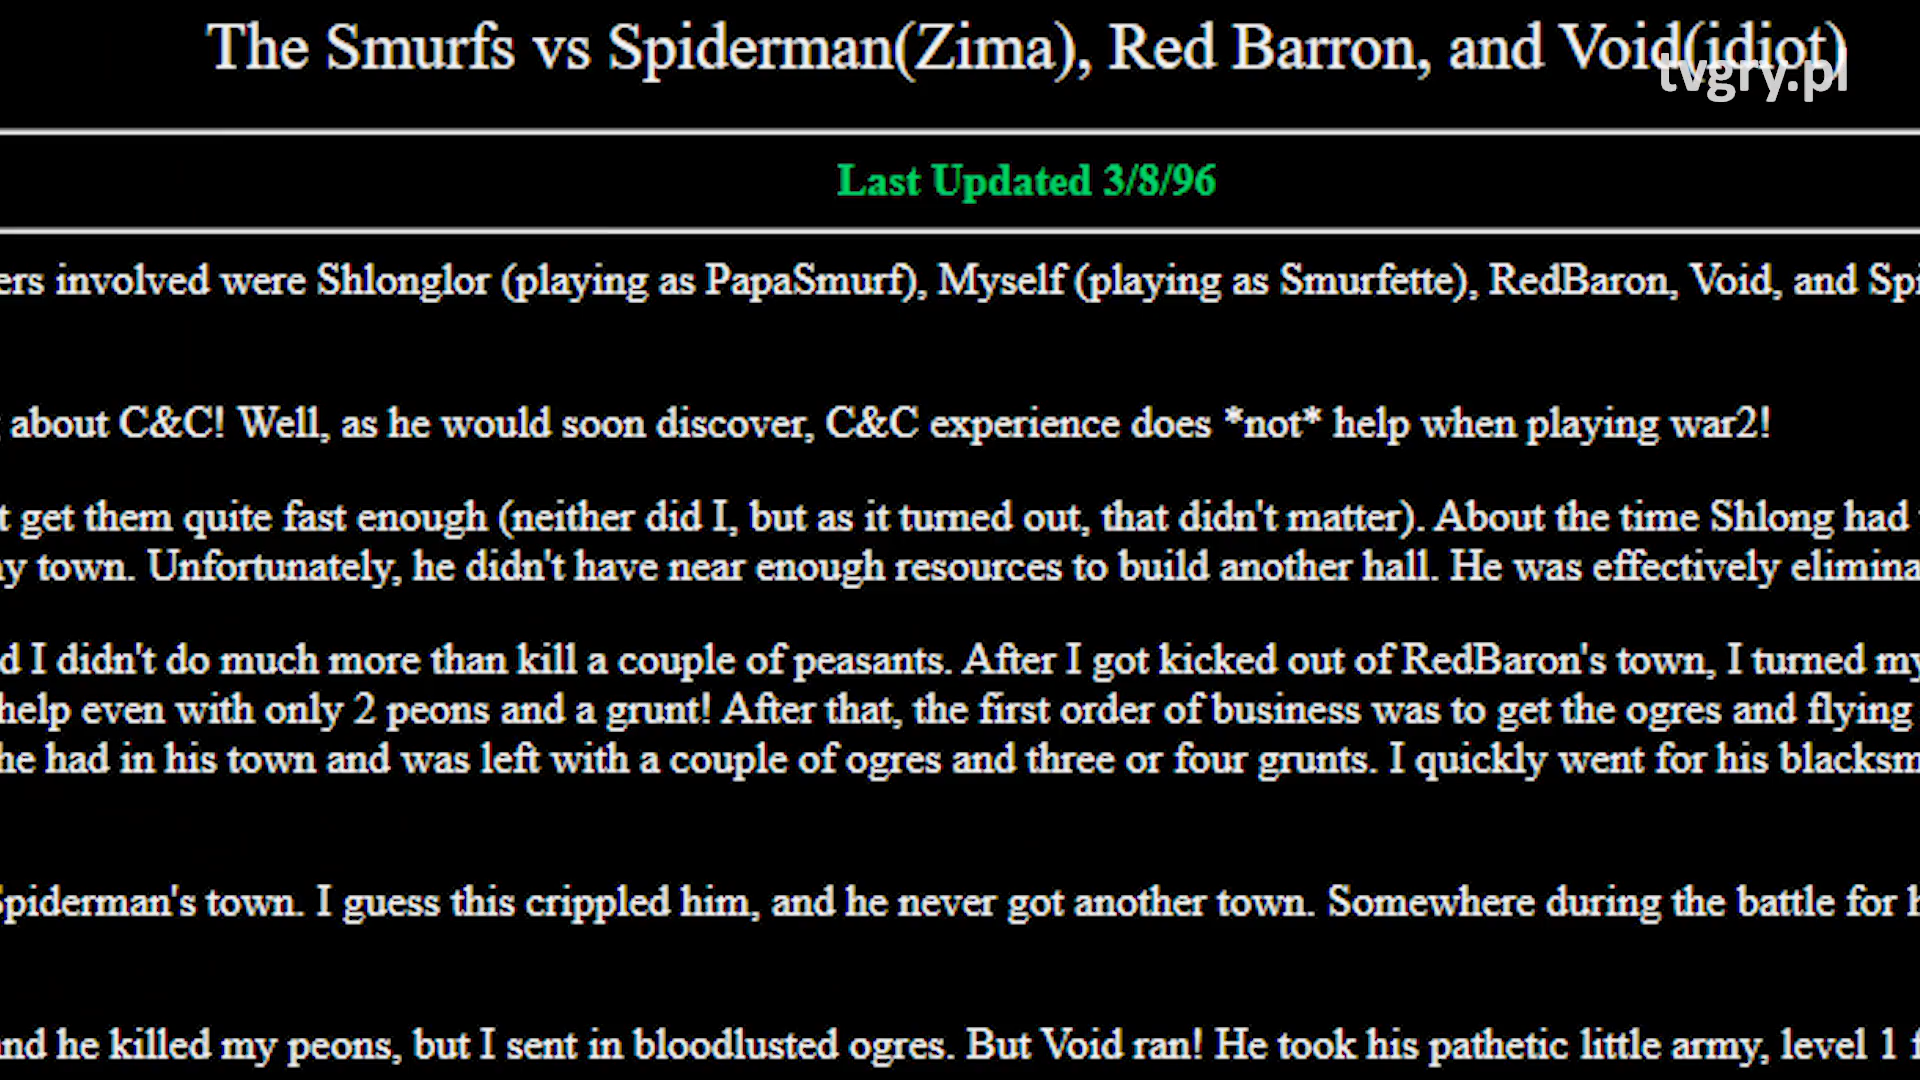 The Smurfs vs Spiderman(Zima), Red Barron, and Void(idiot)
tvgry.pl
Last Updated 3/8/96
ers involved were Shlonglor (playing as PapaSmurf), Myself (playing as Smurfette), RedBaron, Void, and Spi
about C&C! Well, as he would soon discover, C&C experience does *not* help when playing war2!
t get them quite fast enough (neither did I, but as it turned out, that didn't matter). About the time Shlong had
y town. Unfortunately, he didn't have near enough resources to build another hall. He was effectively elimina
d I didn't do much more than kill a couple of peasants. After I got kicked out of RedBaron's town, I turned my
help even with only 2 peons and a grunt! After that, the first order of business was to get the ogres and flying
he had in his town and was left with a couple of ogres and three or four grunts. I quickly went for his blacksm
Spiderman's town. I guess this crippled him, and he never got another town. Somewhere during the battle for h
and he killed my peons, but I sent in bloodlusted ogres. But Void ran! He took his pathetic little army, level 1 f